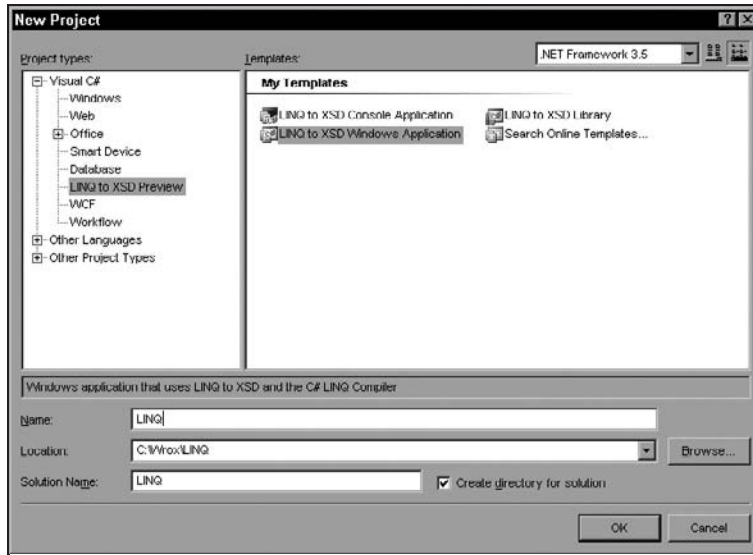 New Project
Project types:
Templates:
.NET Framework 3.5
Visual C#
Windows
Web
Office
Smart Device
Database
LINQ to XSD Preview
WCF
Workflow
Other Languages
Other Project Types
My Templates
LINQ to XSD Console Application
LINQ to XSD Library
LINQ to XSD Windows Application
Search Online Templates...
Windows application that uses LINQ to XSD and the C# LINQ Compiler
Name:
LINQ
Location:
C:\Wrox\LINQ
Browse...
Solution Name:
LINQ
Create directory for solution
OK
Cancel